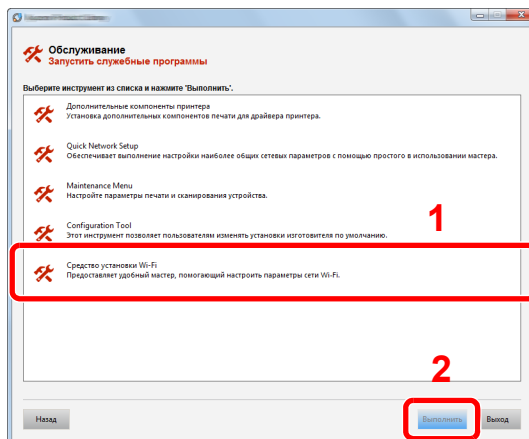 Обслуживание
Запустить служебные программы
Выберите инструмент из списка и нажмите 'Выполнить'.
Дополнительные компоненты принтера
Установка дополнительных компонентов печати для драйвера принтера.
Quick Network Setup
Обеспечивает выполнение настройки наиболее общих сетевых параметров с помощью простого в использовании мастера.
Maintenance Menu
Настройте параметры печати и сканирования устройства.
1
Configuration Tool
Этот инструмент позволяет пользователям изменять установки изготовителя по умолчанию.
Средство установки Wi-Fi
Предоставляет удобный мастер, помогающий настроить параметры сети Wi-Fi.
2
Назад
Выполнить
Выход